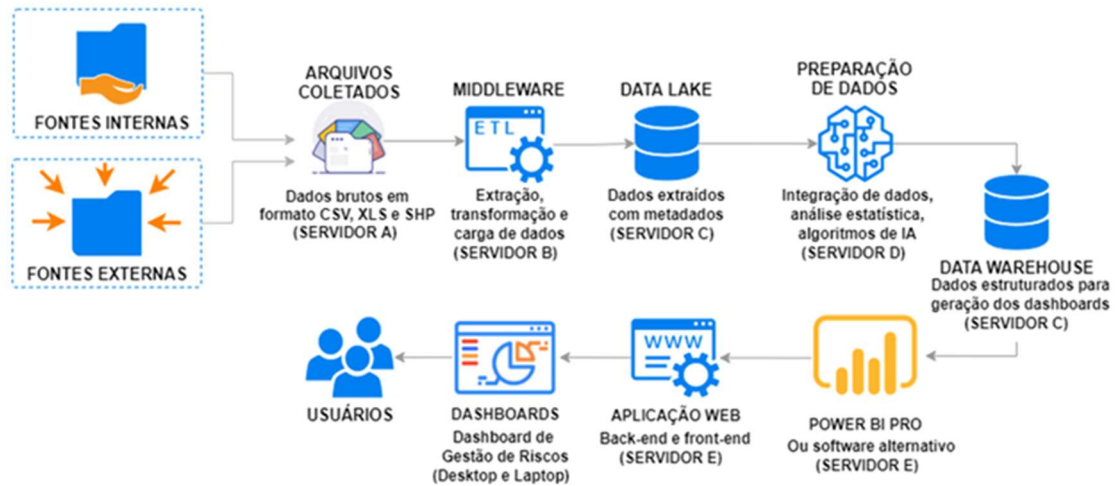 FONTES INTERNAS
FONTES EXTERNAS
ARQUIVOS
COLETADOS
Dados brutos em
formato CSV, XLS e SHP
(SERVIDOR A)
MIDDLEWARE
ETL
Extração,
transformação e
carga de dados
(SERVIDOR B)
DATA LAKE
Dados extraídos
com metadados
(SERVIDOR C)
PREPARAÇÃO
DE DADOS
Integração de dados,
análise estatística,
algoritmos de IA
(SERVIDOR D)
DATA WAREHOUSE
Dados estruturados para
geração dos dashboards
(SERVIDOR C)
POWER BI PRO
Ou software alternativo
(SERVIDOR E)
WWW
APLICAÇÃO WEB
Back-end e front-end
(SERVIDOR E)
DASHBOARDS
Dashboard de
Gestão de Riscos
(Desktop e Laptop)
USUÁRIOS